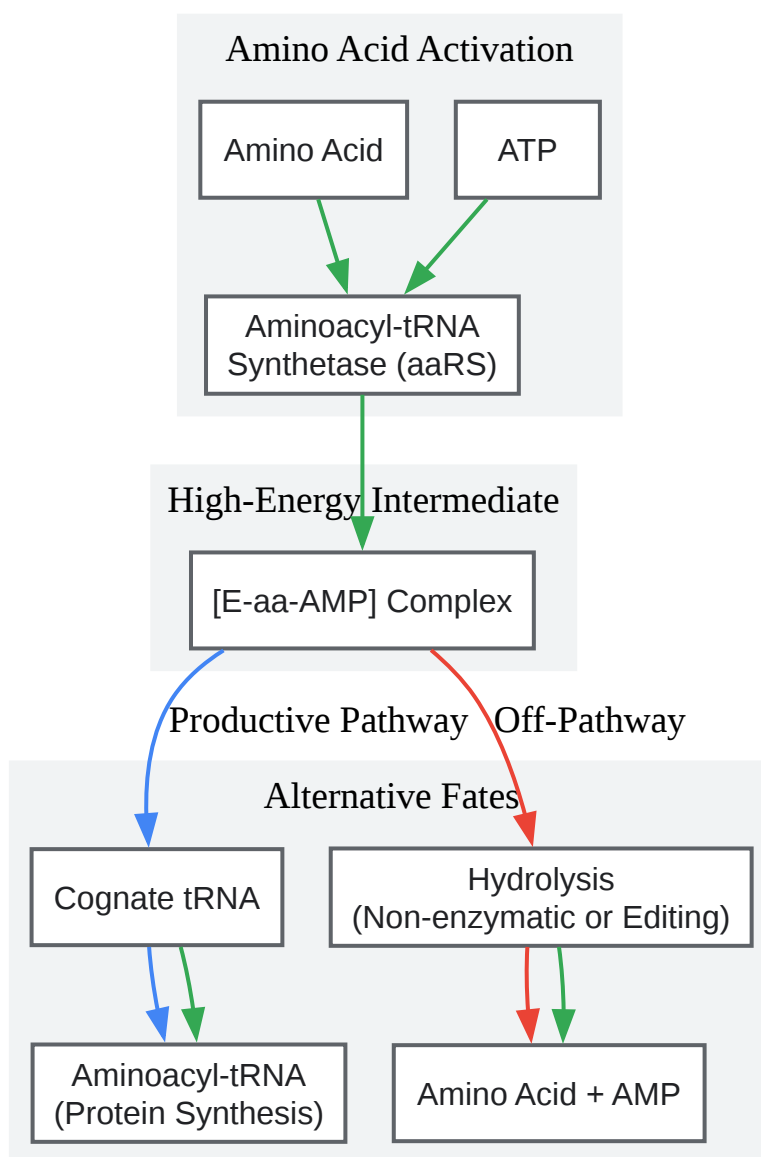 Amino Acid Activation
Amino Acid
ATP
Aminoacyl-tRNA
Synthetase (aaRS)
High-Energy Intermediate
[E-aa-AMP] Complex
Productive Pathway
Off-Pathway
Alternative Fates
Cognate tRNA
Hydrolysis
(Non-enzymatic or Editing)
Aminoacyl-tRNA
(Protein Synthesis)
Amino Acid + AMP